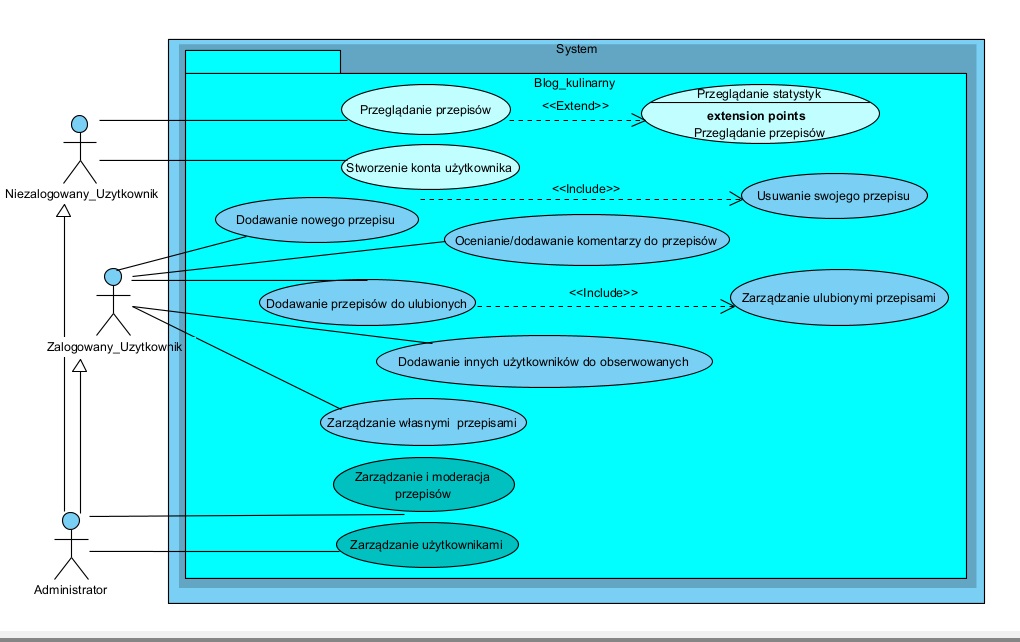 System
Blog_kulinarny
Przeglądanie przepisów
<<Extend>>
Przeglądanie statystyk
extension points
Przeglądanie przepisów
Niezalogowany_Uzytkownik
Stworzenie konta użytkownika
<<Include>>
Usuwanie swojego przepisu
Dodawanie nowego przepisu
Ocenianie/dodawanie komentarzy do przepisów
Dodawanie przepisów do ulubionych
<<Include>>
Zarządzanie ulubionymi przepisami
Zalogowany_Uzytkownik
Dodawanie innych użytkowników do obserwowanych
Zarządzanie własnymi przepisami
Zarządzanie i moderacja
przepisów
Zarządzanie użytkownikami
Administrator